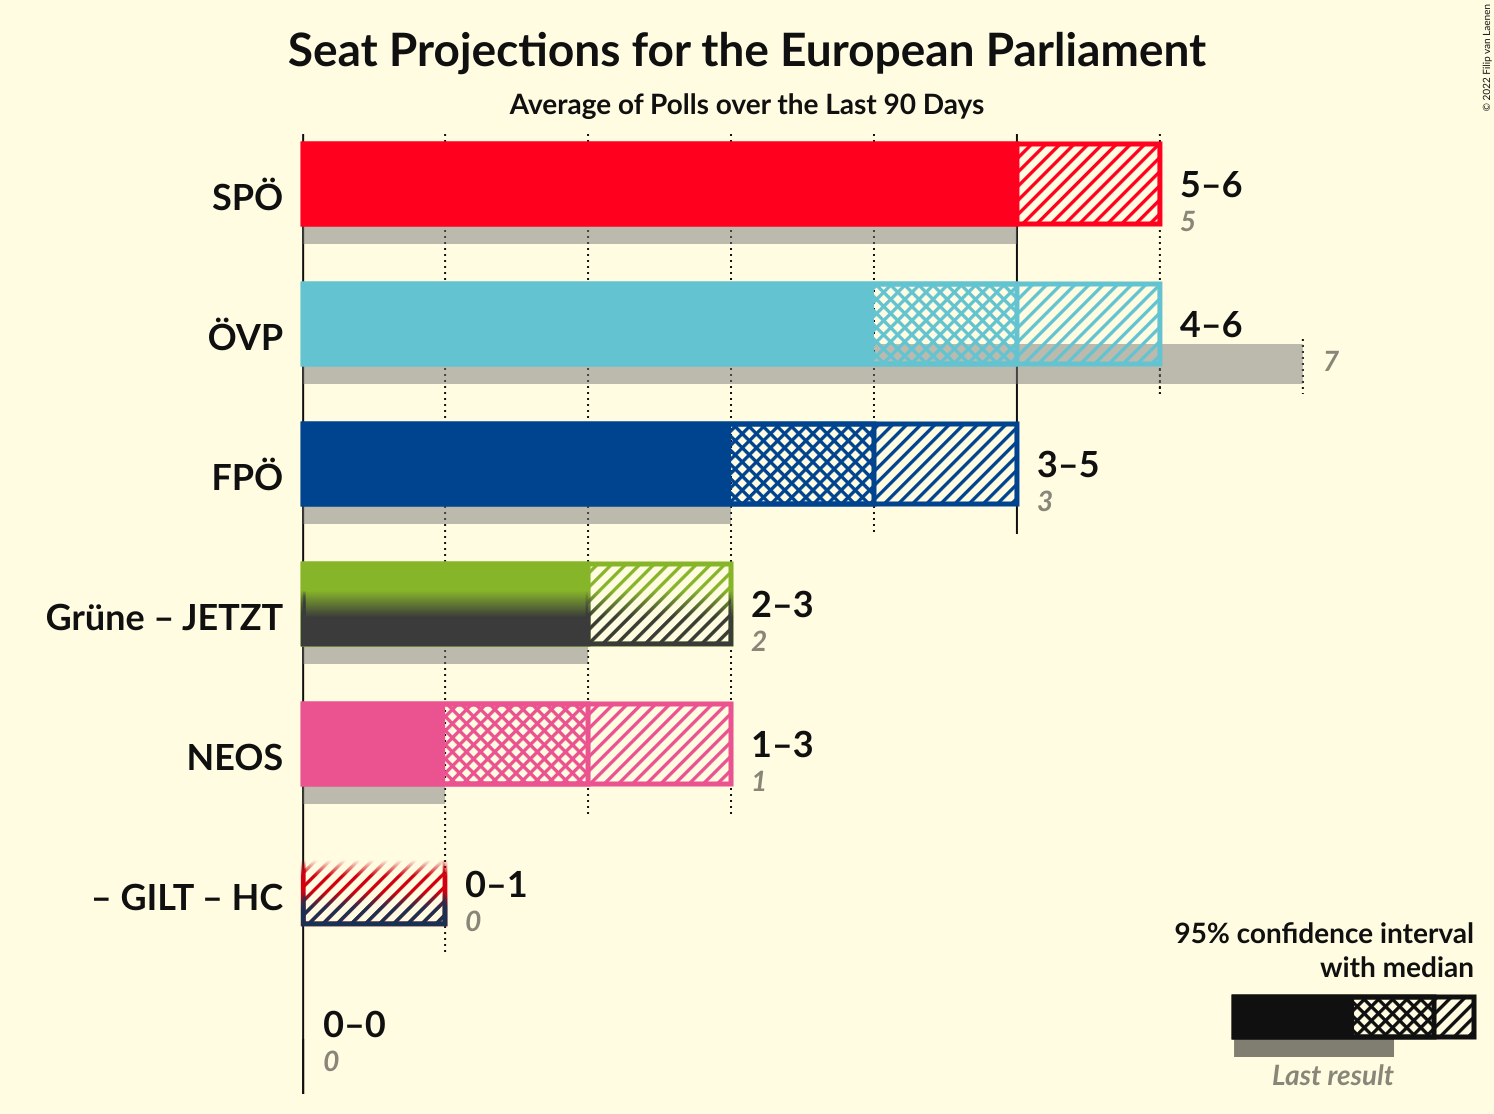 Seat Projections for the European Parliament
Average of Polls over the Last 90 Days
© 2022 Filip van Laenen
SPÖ
5–6
5
ÖVP
4–6
7
FPÖ
3–5
3
Grüne – JETZT
2–3
2
NEOS
1–3
1
– GILT – HC
0–1
0
0–0
0
95% confidence interval
with median
Last result